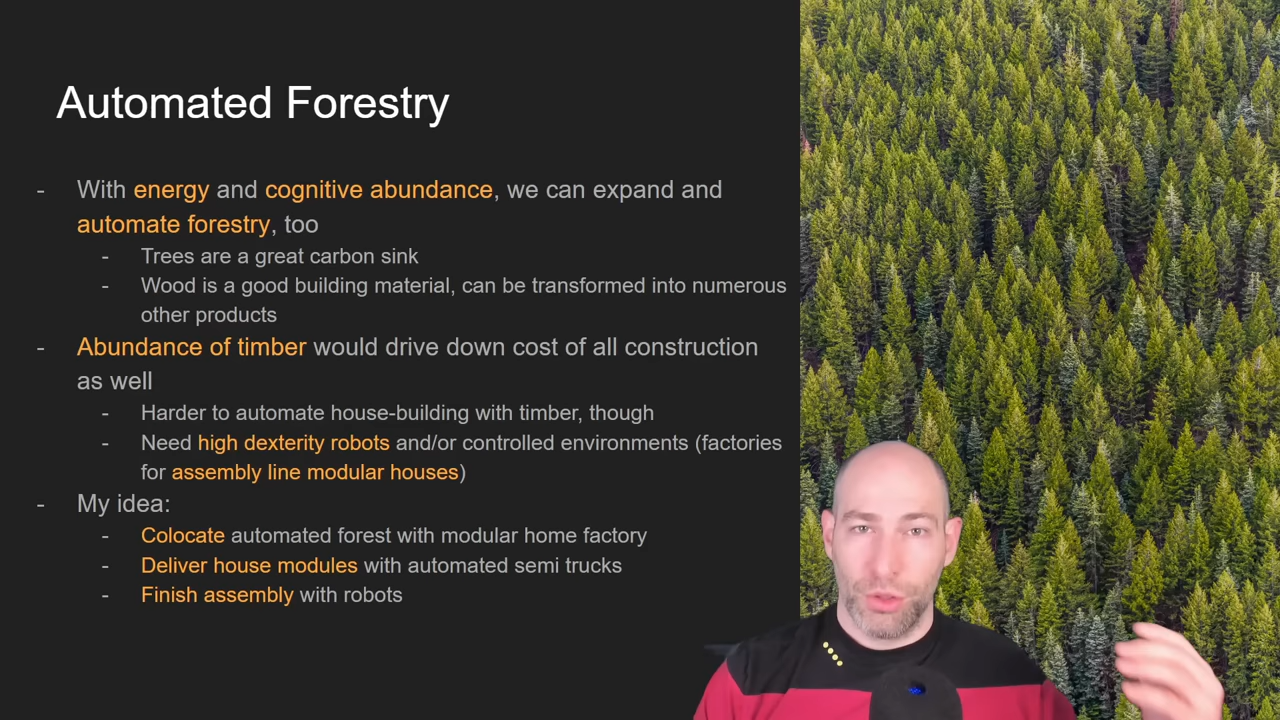 Automated Forestry
- With energy and cognitive abundance, we can expand and
automate forestry, too
- Trees are a great carbon sink
- Wood is a good building material, can be transformed into numerous
other products
- Abundance of timber would drive down cost of all construction
as well
- Harder to automate house-building with timber, though
- Need high dexterity robots and/or controlled environments (factories
for assembly line modular houses)
- My idea:
- Colocate automated forest with modular home factory
- Deliver house modules with automated semi trucks
- Finish assembly with robots